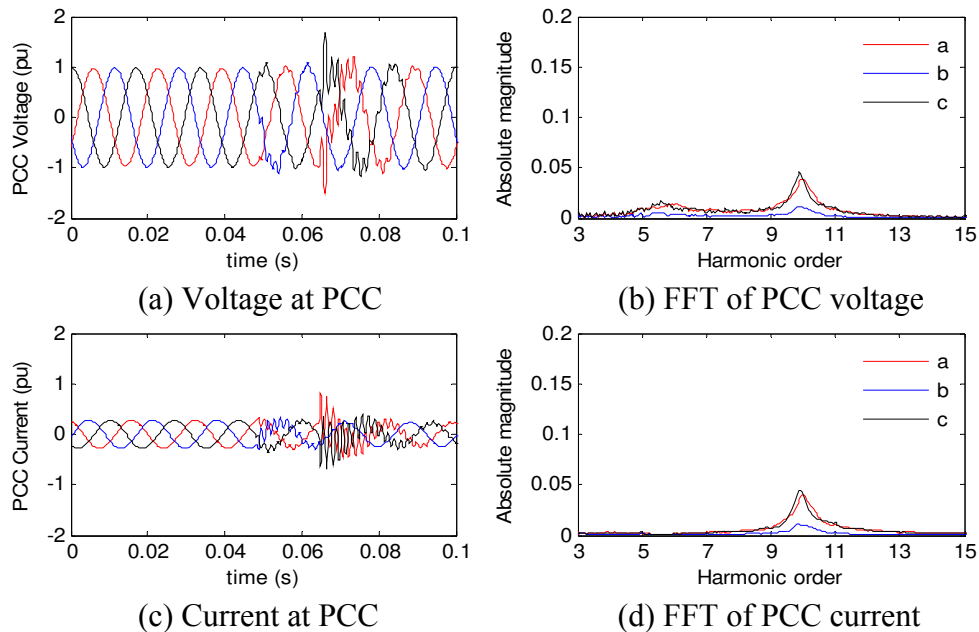 2
1
0
-1
-2
PCC Voltage (pu)
0 0.02 0.04 0.06 0.08 0.1
time (s)
(a) Voltage at PCC
0.2
0.15
0.1
0.05
0
Absolute magnitude
a
b
c
3 5 7 9 11 13 15
Harmonic order
(b) FFT of PCC voltage
2
1
0
-1
-2
PCC Current (pu)
0 0.02 0.04 0.06 0.08 0.1
time (s)
(c) Current at PCC
0.2
0.15
0.1
0.05
0
Absolute magnitude
a
b
c
3 5 7 9 11 13 15
Harmonic order
(d) FFT of PCC current